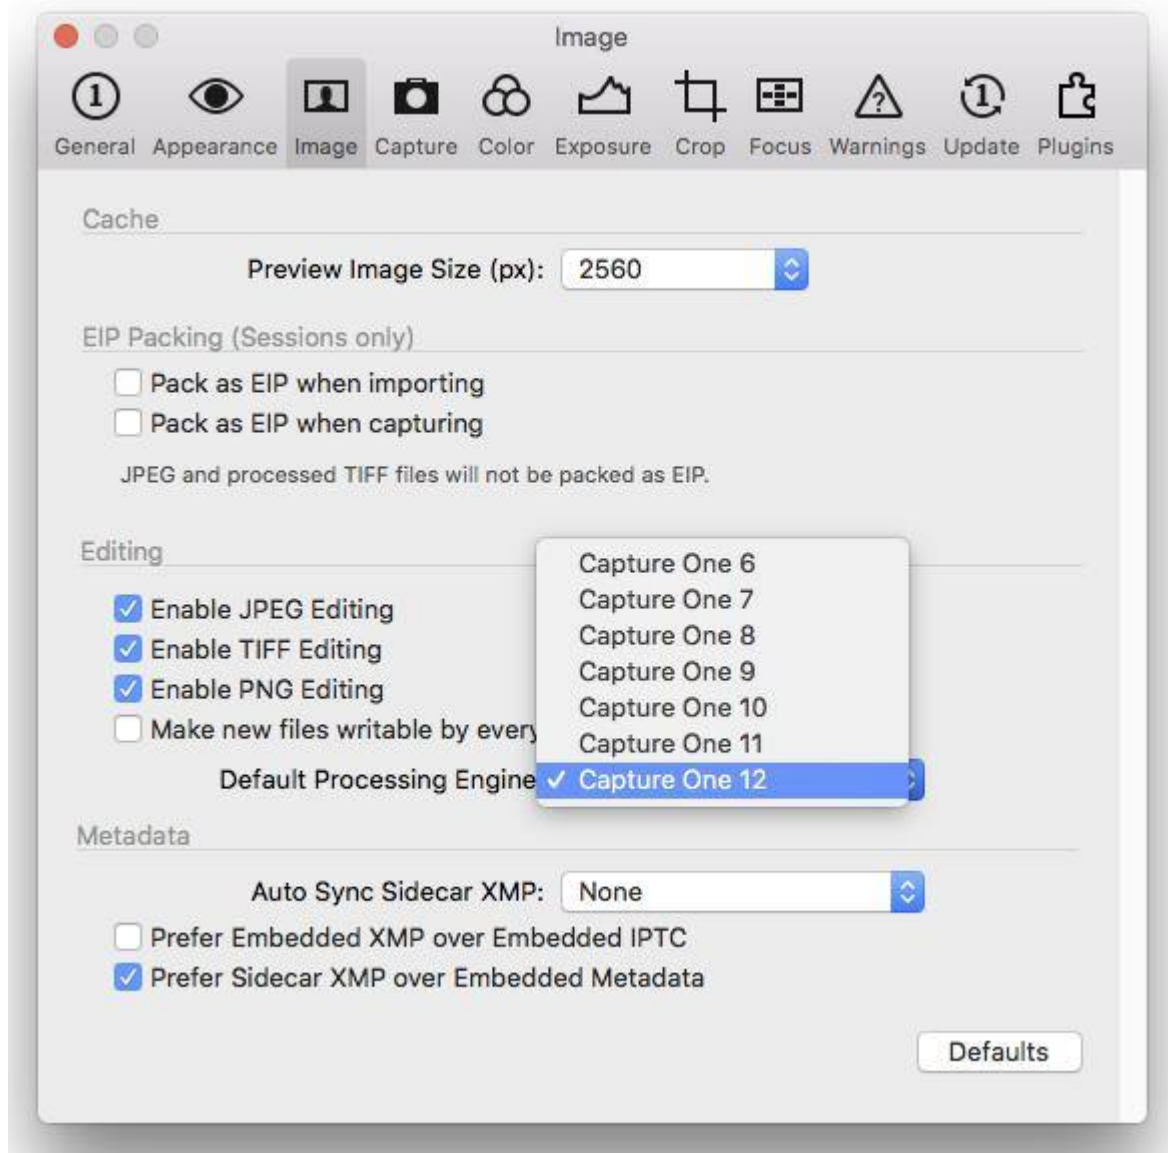 Image
General Appearance Image Capture Color Exposure Crop Focus Warnings Update Plugins
Cache
Preview Image Size (px): 2560
EIP Packing (Sessions only)
Pack as EIP when importing
Pack as EIP when capturing
JPEG and processed TIFF files will not be packed as EIP.
Editing
Capture One 6
Capture One 7
Enable JPEG Editing
Capture One 8
Enable TIFF Editing
Capture One 9
Enable PNG Editing
Capture One 10
Make new files writable by every
Capture One 11
Default Processing Engine ✓ Capture One 12
Metadata
Auto Sync Sidecar XMP: None
Prefer Embedded XMP over Embedded IPTC
Prefer Sidecar XMP over Embedded Metadata
Defaults